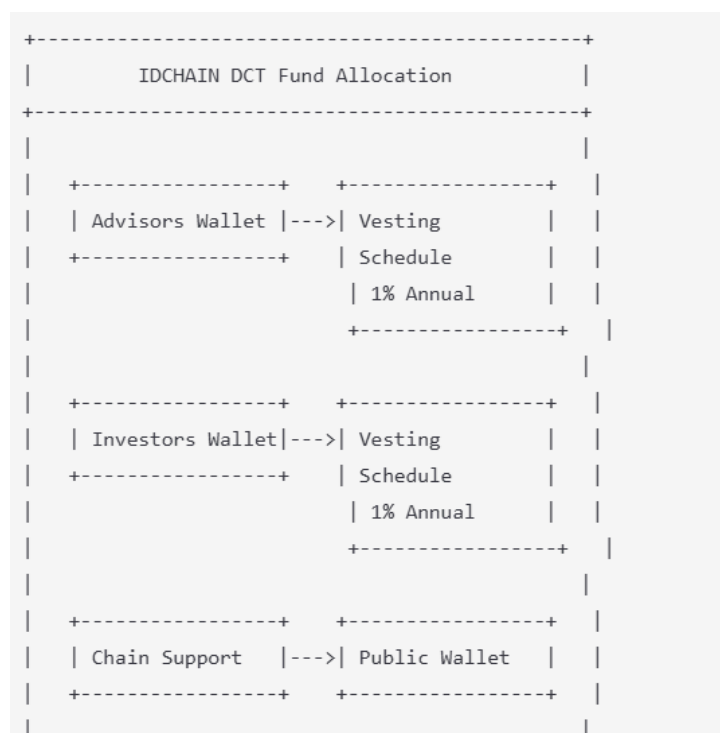 +-----------------------------------------------+
|         IDCHAIN DCT Fund Allocation           |
+-----------------------------------------------+
|                                               |
|   +-----------------+    +-----------------+   |
|   | Advisors Wallet |--->| Vesting         |   |
|   +-----------------+    | Schedule        |   |
|                           | 1% Annual      |   |
|                           +-----------------+   |
|                                               |
|   +-----------------+    +-----------------+   |
|   | Investors Wallet|--->| Vesting         |   |
|   +-----------------+    | Schedule        |   |
|                           | 1% Annual      |   |
|                           +-----------------+   |
|                                               |
|   +-----------------+    +-----------------+   |
|   | Chain Support   |--->| Public Wallet   |   |
|   +-----------------+    +-----------------+   |
|                                               |